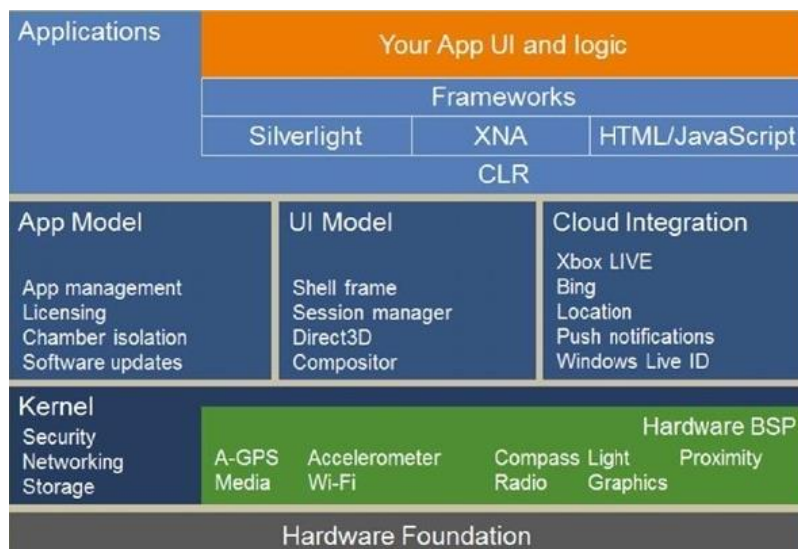 Applications
Your App UI and logic
Frameworks
Silverlight
XNA
HTML/JavaScript
CLR
App Model
App management
Licensing
Chamber isolation
Software updates
UI Model
Shell frame
Session manager
Direct3D
Compositor
Cloud Integration
Xbox LIVE
Bing
Location
Push notifications
Windows Live ID
Kernel
Security
Networking
Storage
Hardware BSP
A-GPS Accelerometer Compass Light Proximity
Media Wi-Fi Radio Graphics
Hardware Foundation